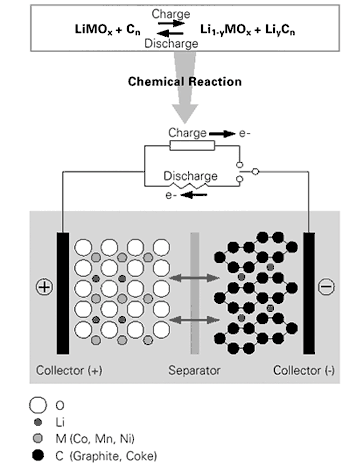 Charge
LiMOx + Cn ⇌ Li1-yMOx + LiyCn
Discharge
Chemical Reaction
Charge → e-
Discharge
e- ←
+ −
Collector (+) Separator Collector (-)
O
Li
M (Co, Mn, Ni)
C (Graphite, Coke)